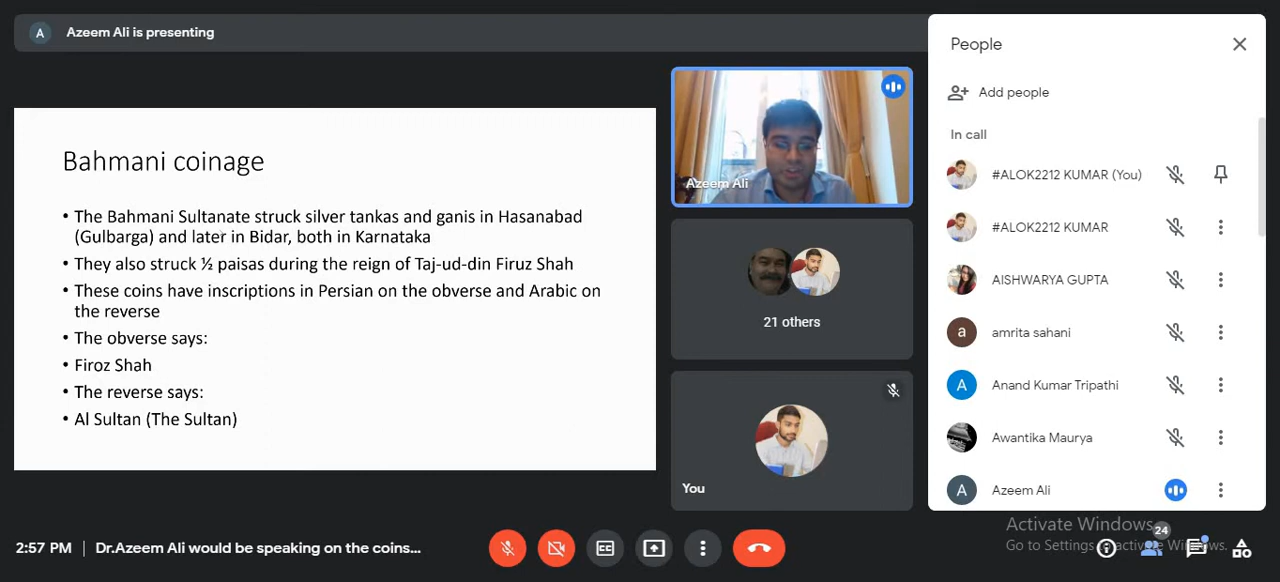 A Azeem Ali is presenting
Bahmani coinage
• The Bahmani Sultanate struck silver tankas and ganis in Hasanabad
(Gulbarga) and later in Bidar, both in Karnataka
• They also struck ½ paisas during the reign of Taj-ud-din Firuz Shah
• These coins have inscriptions in Persian on the obverse and Arabic on
the reverse
• The obverse says:
• Firoz Shah
• The reverse says:
• Al Sultan (The Sultan)
Azeem Ali
21 others
You
People
Add people
In call
#ALOK2212 KUMAR (You)
#ALOK2212 KUMAR
AISHWARYA GUPTA
a amrita sahani
A Anand Kumar Tripathi
Awantika Maurya
A Azeem Ali
Activate Windows
Go to Settings to activate Windows.
24
2:57 PM | Dr.Azeem Ali would be speaking on the coins...
CC